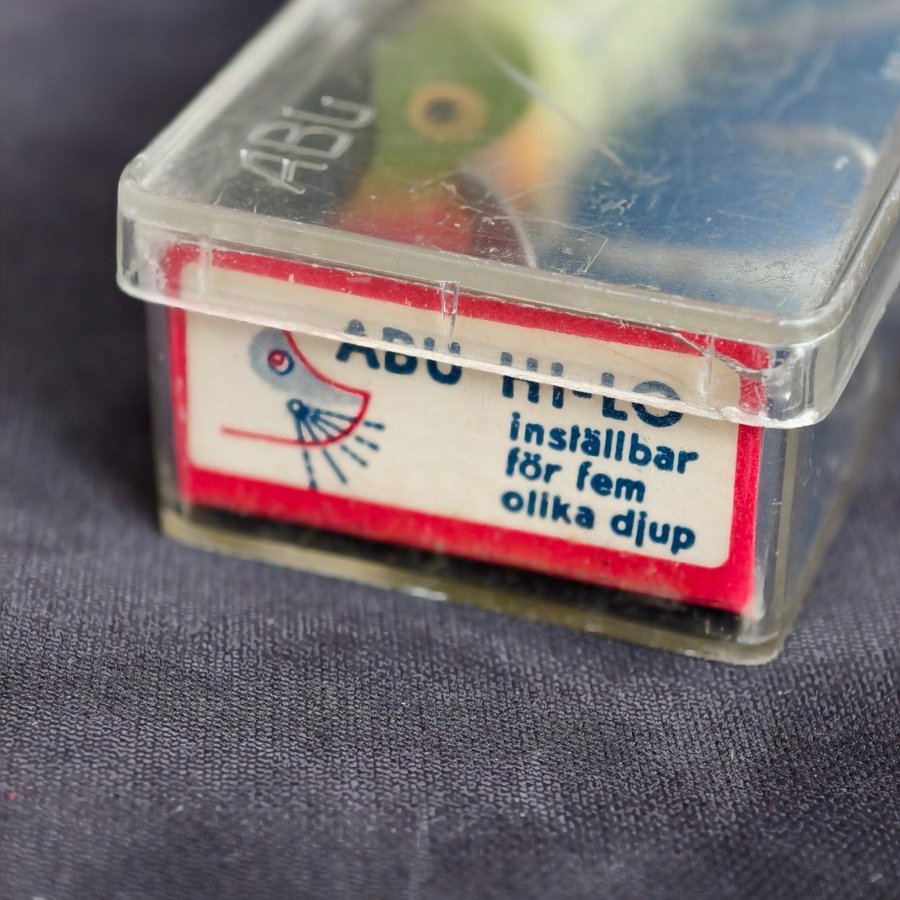 ABU
ABU HI-LO
inställbar
för fem
olika djup